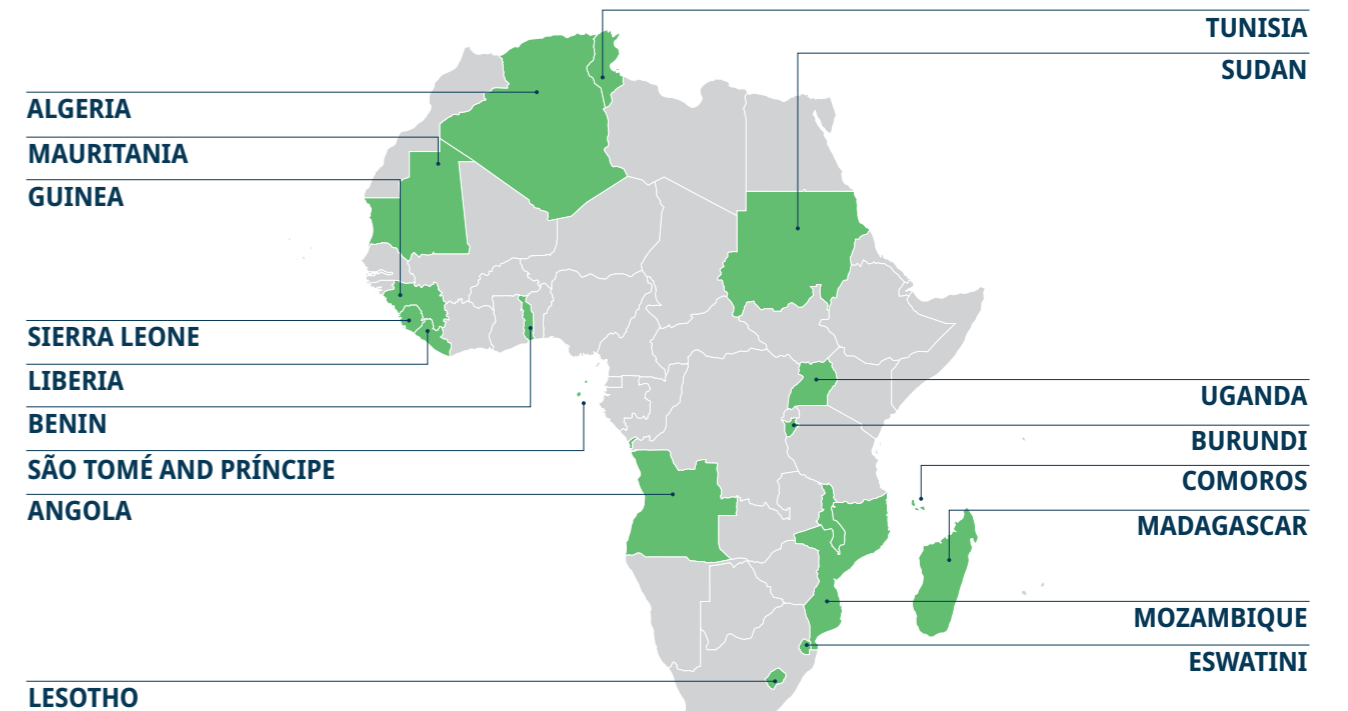 TUNISIA
SUDAN
ALGERIA
MAURITANIA
GUINEA
SIERRA LEONE
LIBERIA
BENIN
SÃO TOMÉ AND PRÍNCIPE
ANGOLA
LESOTHO
UGANDA
BURUNDI
COMOROS
MADAGASCAR
MOZAMBIQUE
ESWATINI